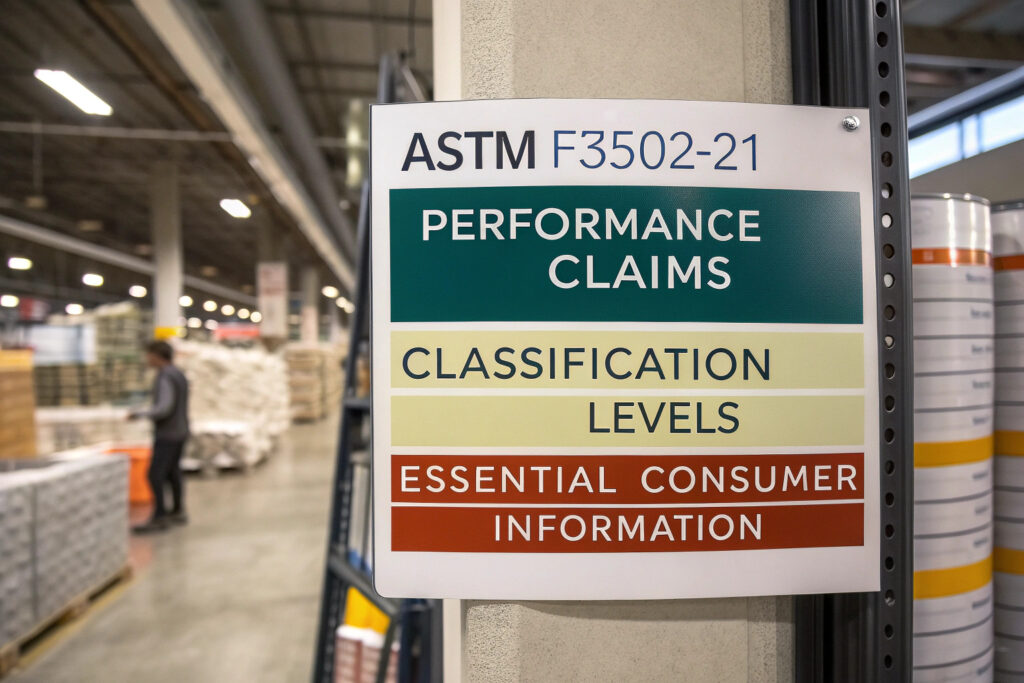 ASTM F3502-21
PERFORMANCE
CLAIMS
CLASSIFICATION
LEVELS
ESSENTIAL CONSUMER
INFORMATION